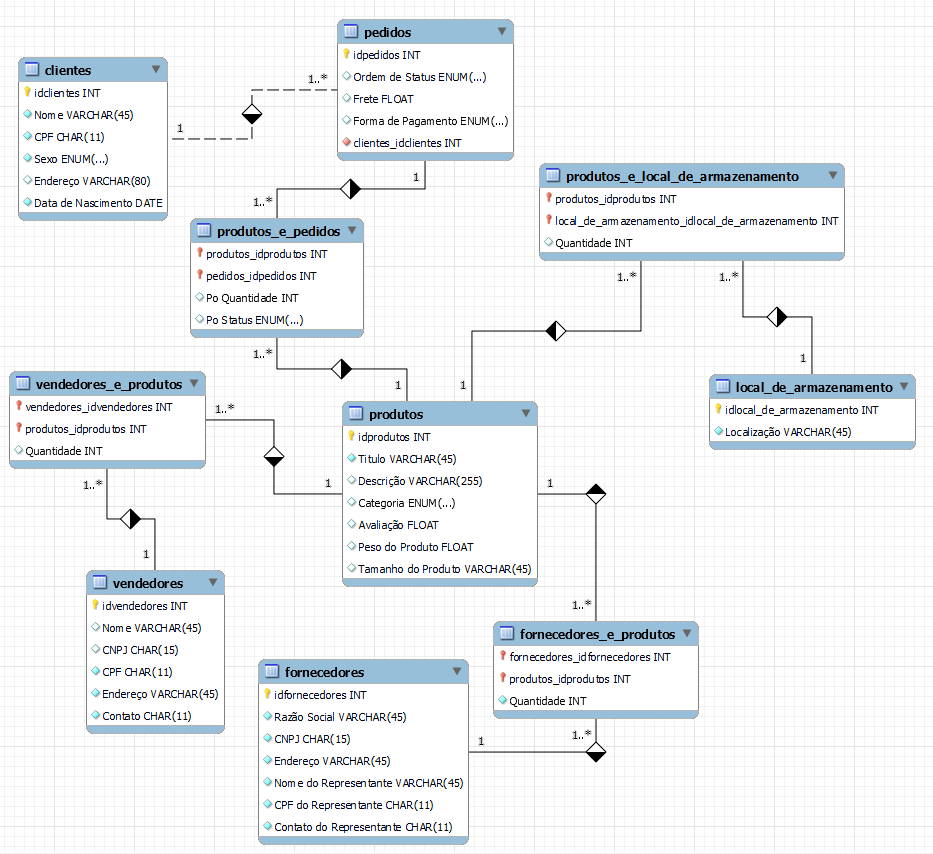 pedidos
idpedidos INT
Ordem de Status ENUM(...)
Frete FLOAT
Forma de Pagamento ENUM(...)
clientes_idclientes INT
clientes
idclientes INT
Nome VARCHAR(45)
CPF CHAR(11)
Sexo ENUM(...)
Endereço VARCHAR(80)
Data de Nascimento DATE
1..*
1
1
1..*
produtos_e_local_de_armazenamento
produtos_idprodutos INT
local_de_armazenamento_idlocal_de_armazenamento INT
Quantidade INT
produtos_e_pedidos
produtos_idprodutos INT
pedidos_idpedidos INT
Po Quantidade INT
Po Status ENUM(...)
1..*
1..*
1..*
1
1
1
vendedores_e_produtos
vendedores_idvendedores INT
produtos_idprodutos INT
Quantidade INT
local_de_armazenamento
idlocal_de_armazenamento INT
Localização VARCHAR(45)
1..*
1
produtos
idprodutos INT
Titulo VARCHAR(45)
Descrição VARCHAR(255)
Categoria ENUM(...)
Avaliação FLOAT
Peso do Produto FLOAT
Tamanho do Produto VARCHAR(45)
1
1..*
1..*
1
vendedores
idvendedores INT
Nome VARCHAR(45)
CNPJ CHAR(15)
CPF CHAR(11)
Endereço VARCHAR(45)
Contato CHAR(11)
fornecedores_e_produtos
fornecedores_idfornecedores INT
produtos_idprodutos INT
Quantidade INT
1..*
1
fornecedores
idfornecedores INT
Razão Social VARCHAR(45)
CNPJ CHAR(15)
Endereço VARCHAR(45)
Nome do Representante VARCHAR(45)
CPF do Representante CHAR(11)
Contato do Representante CHAR(11)